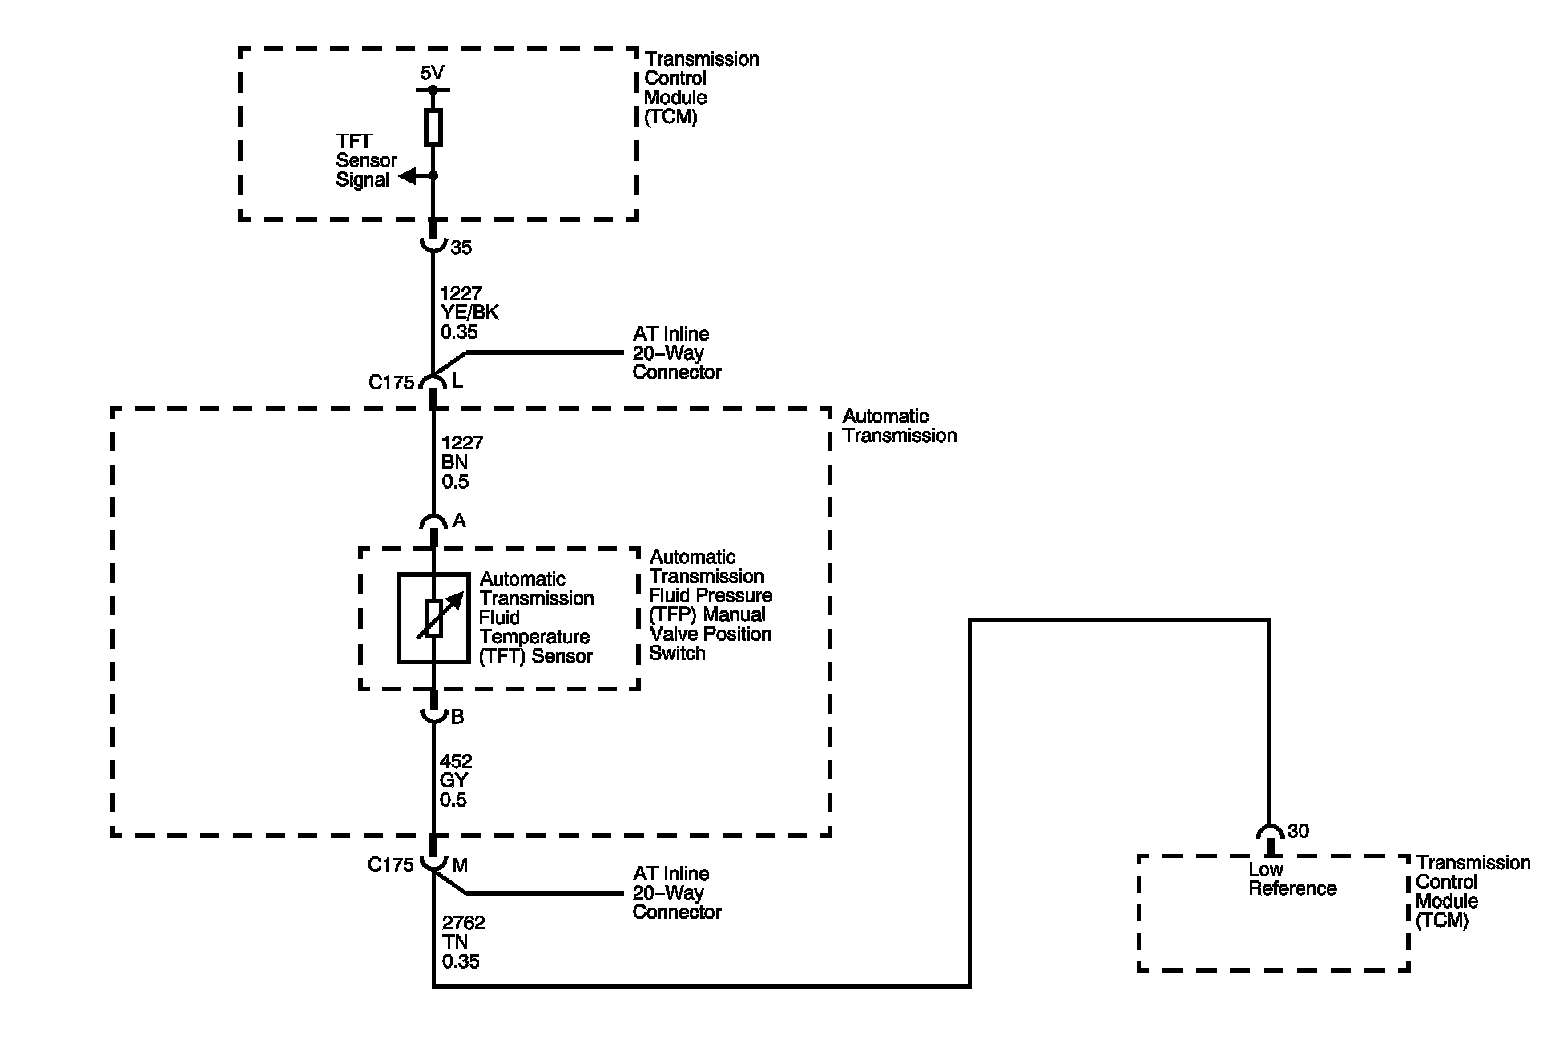 Transmission
Control
Module
(TCM)
5V
TFT
Sensor
Signal
35
1227
YE/BK
0.35
AT Inline
20–Way
Connector
C175
L
Automatic
Transmission
1227
BN
0.5
A
Automatic
Transmission
Fluid
Temperature
(TFT) Sensor
Automatic
Transmission
Fluid Pressure
(TFP) Manual
Valve Position
Switch
B
452
GY
0.5
C175
M
AT Inline
20–Way
Connector
2762
TN
0.35
30
Low
Reference
Transmission
Control
Module
(TCM)